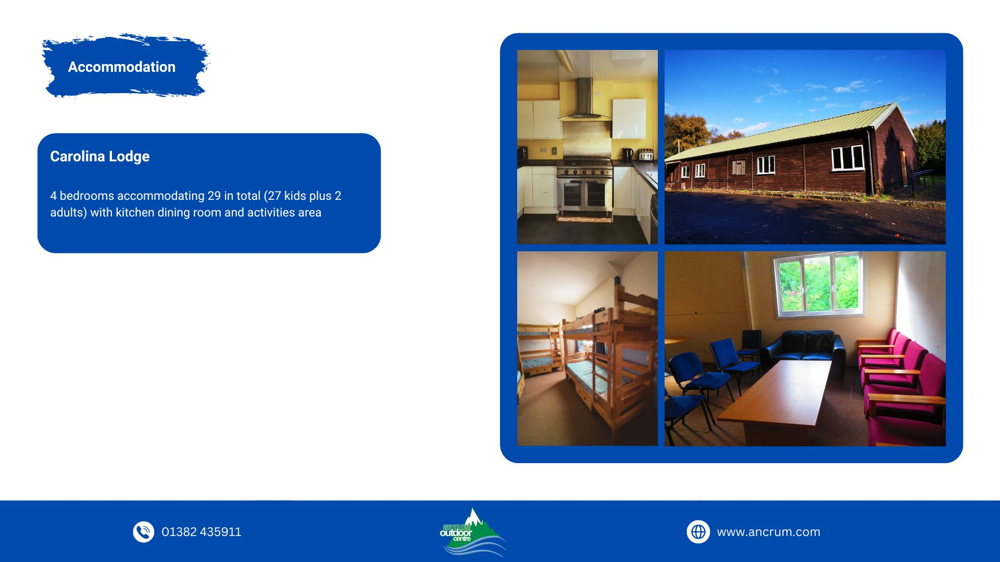 Accommodation
Carolina Lodge
4 bedrooms accommodating 29 in total (27 kids plus 2
adults) with kitchen dining room and activities area
01382 435911
ancrum
outdoor
centre
www.ancrum.com